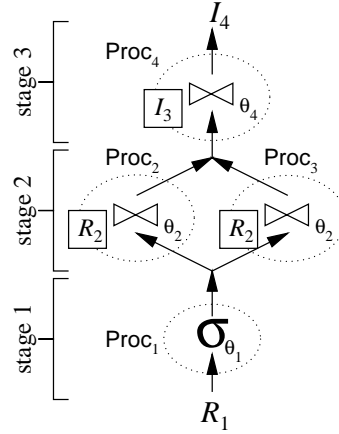 I₄
stage 3
Proc₄
I₃ ⋈ θ₄
Proc₂ Proc₃
stage 2
R₂ ⋈ θ₂ R₂ ⋈ θ₂
stage 1
Proc₁ σθ₁
R₁